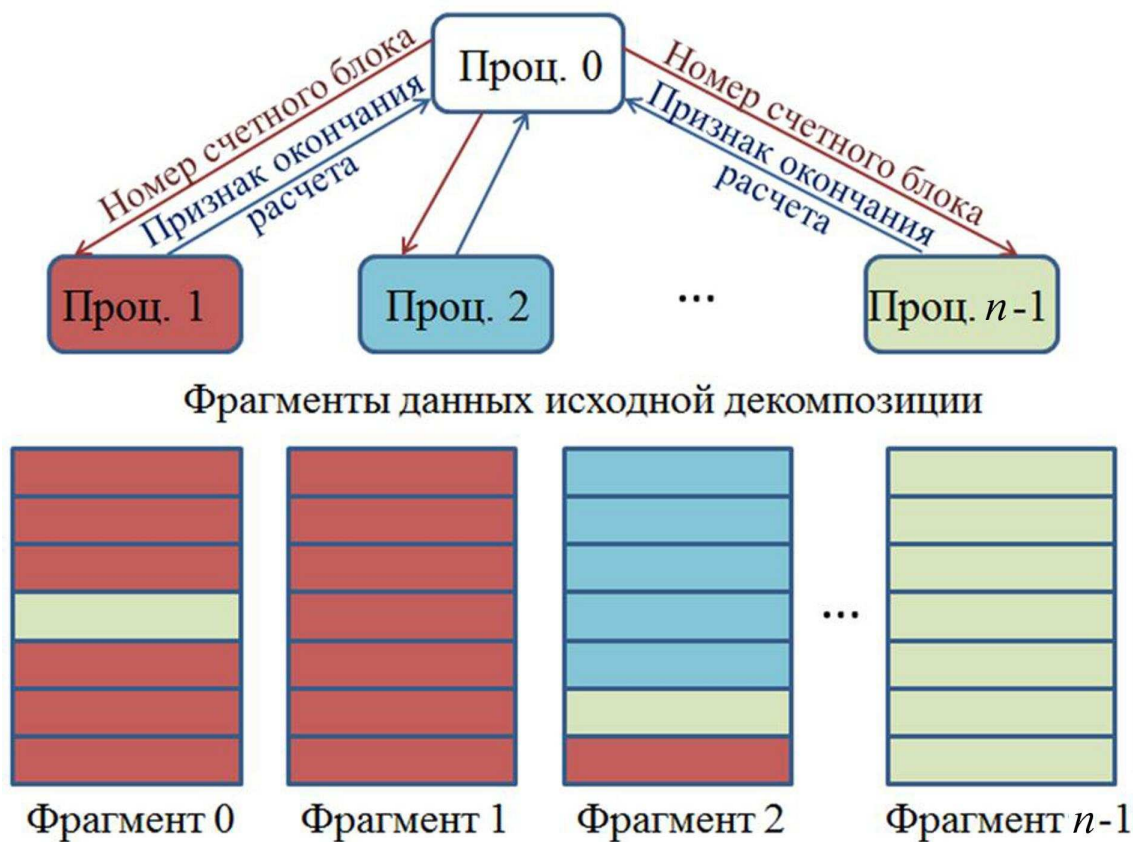 Проц. 0
Номер счетного блока
Признак окончания
расчета
Номер счетного блока
Признак окончания
расчета
Проц. 1
Проц. 2
...
Проц. n-1
Фрагменты данных исходной декомпозиции
...
Фрагмент 0
Фрагмент 1
Фрагмент 2
Фрагмент n-1